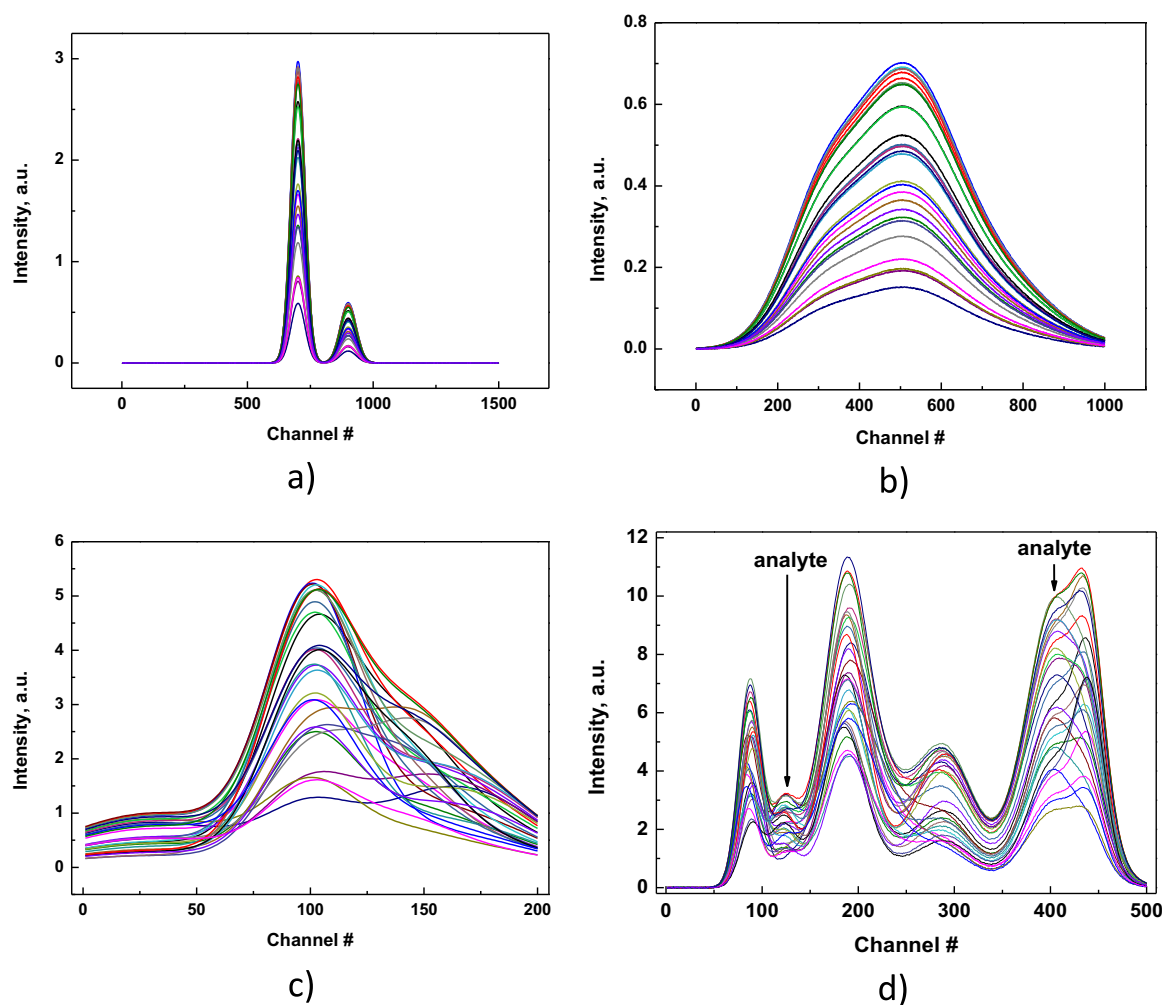 3
2
1
0
Intensity, a.u.
0 500 1000 1500
Channel #
a)
0.8
0.6
0.4
0.2
0.0
Intensity, a.u.
0 200 400 600 800 1000
Channel #
b)
6
5
4
3
2
1
0
Intensity, a.u.
0 50 100 150 200
Channel #
c)
12
10
8
6
4
2
0
Intensity, a.u.
analyte
analyte
0 100 200 300 400 500
Channel #
d)